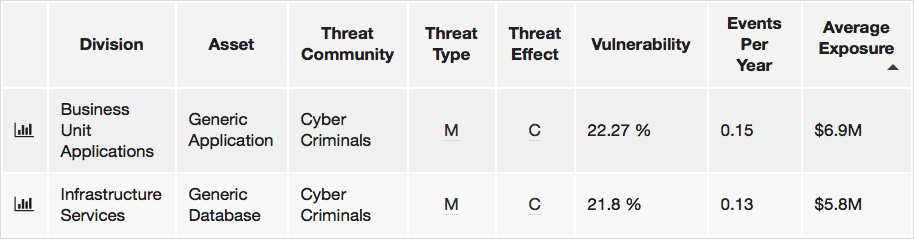 Division Asset Threat Community Threat Type Threat Effect Vulnerability Events Per Year Average Exposure
Business Unit Applications Generic Application Cyber Criminals M C 22.27 % 0.15 $6.9M
Infrastructure Services Generic Database Cyber Criminals M C 21.8 % 0.13 $5.8M